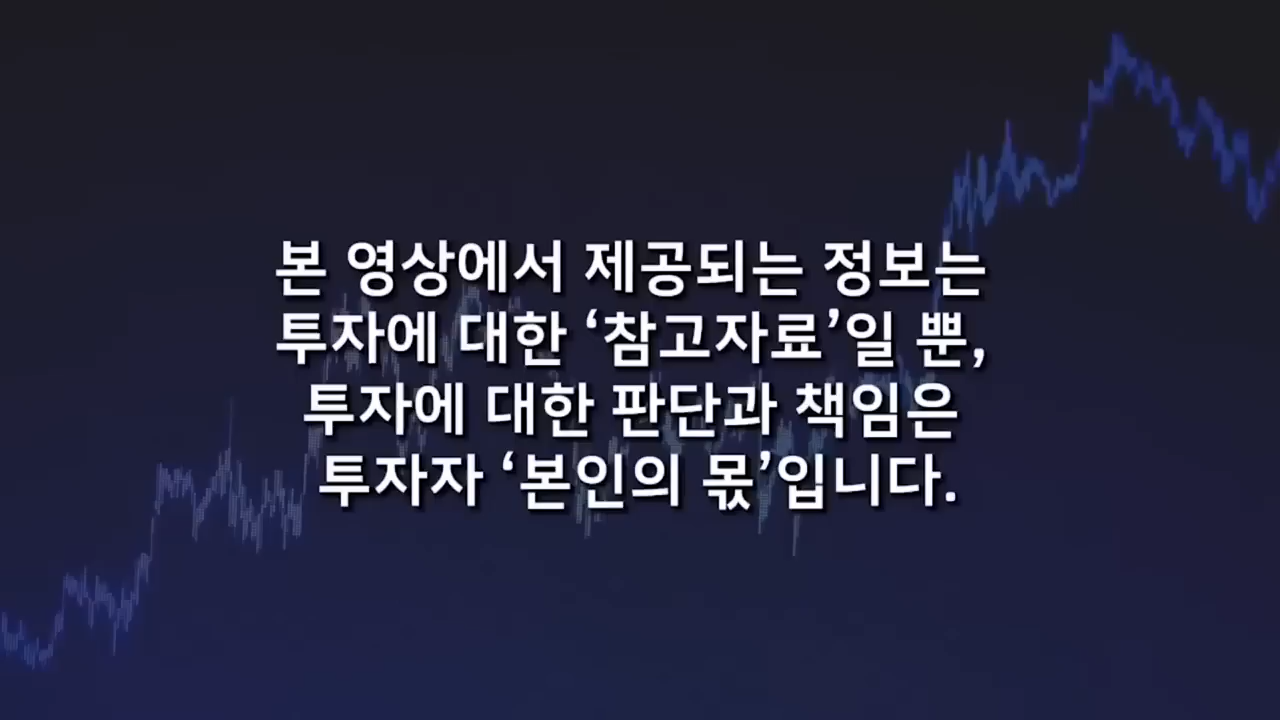 본 영상에서 제공되는 정보는
투자에 대한 ‘참고자료’일 뿐,
투자에 대한 판단과 책임은
투자자 ‘본인의 몫’입니다.